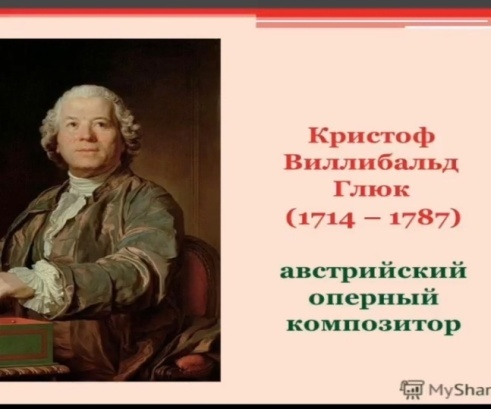 Кристоф
Виллибальд
Глюк
(1714 – 1787)
австрийский
оперный
композитор
MyShar